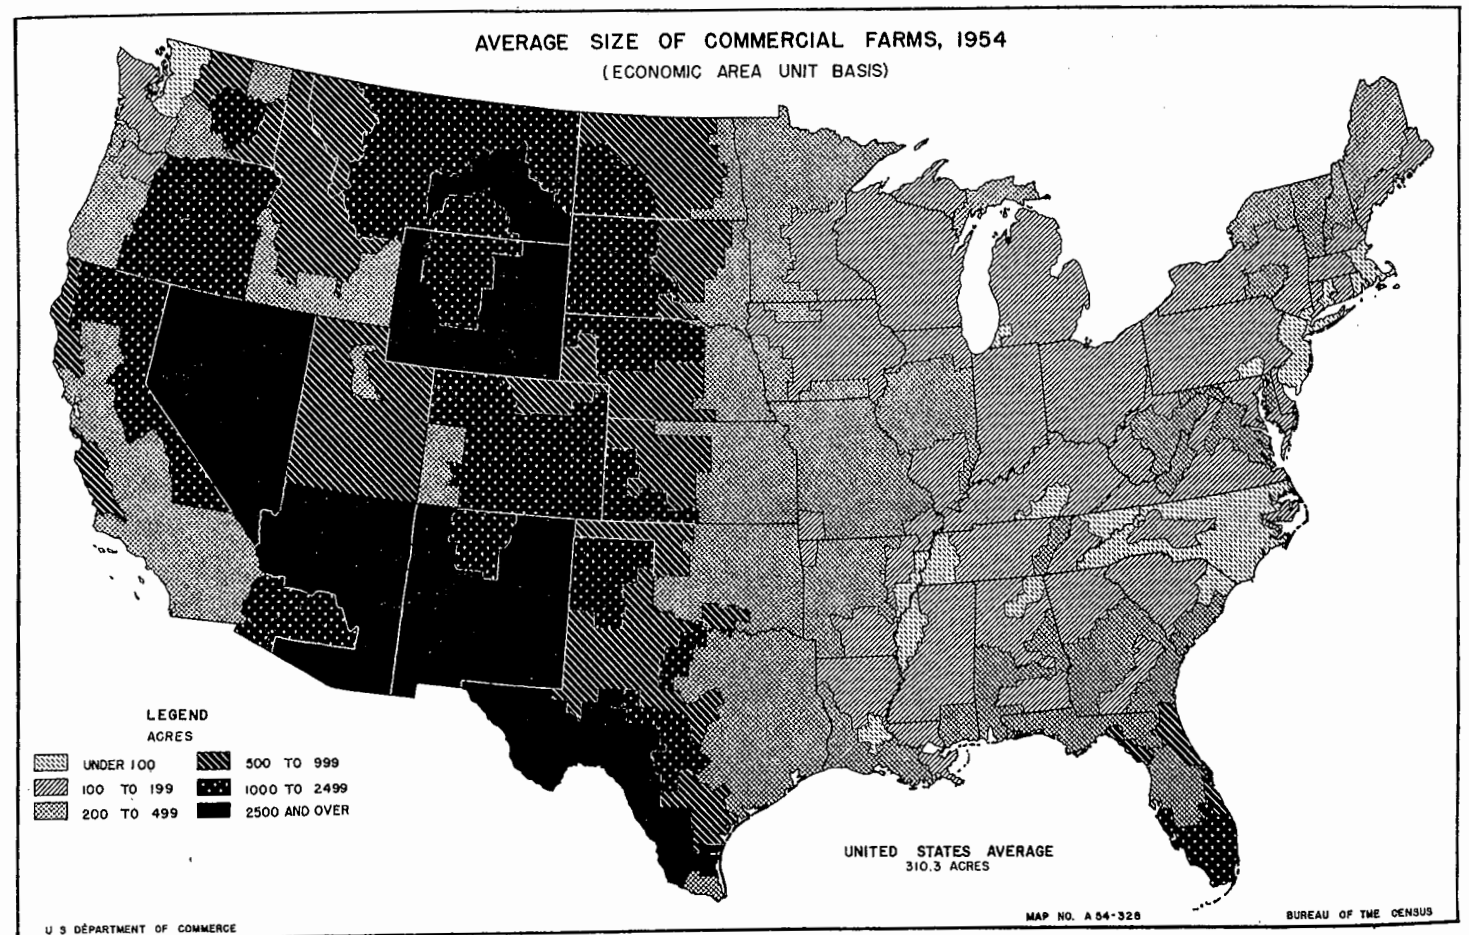 AVERAGE SIZE OF COMMERCIAL FARMS, 1954
(ECONOMIC AREA UNIT BASIS)
LEGEND
ACRES
UNDER 100
100 TO 199
200 TO 499
500 TO 999
1000 TO 2499
2500 AND OVER
UNITED STATES AVERAGE
310.3 ACRES
U S DEPARTMENT OF COMMERCE
MAP NO. A54-328
BUREAU OF THE CENSUS